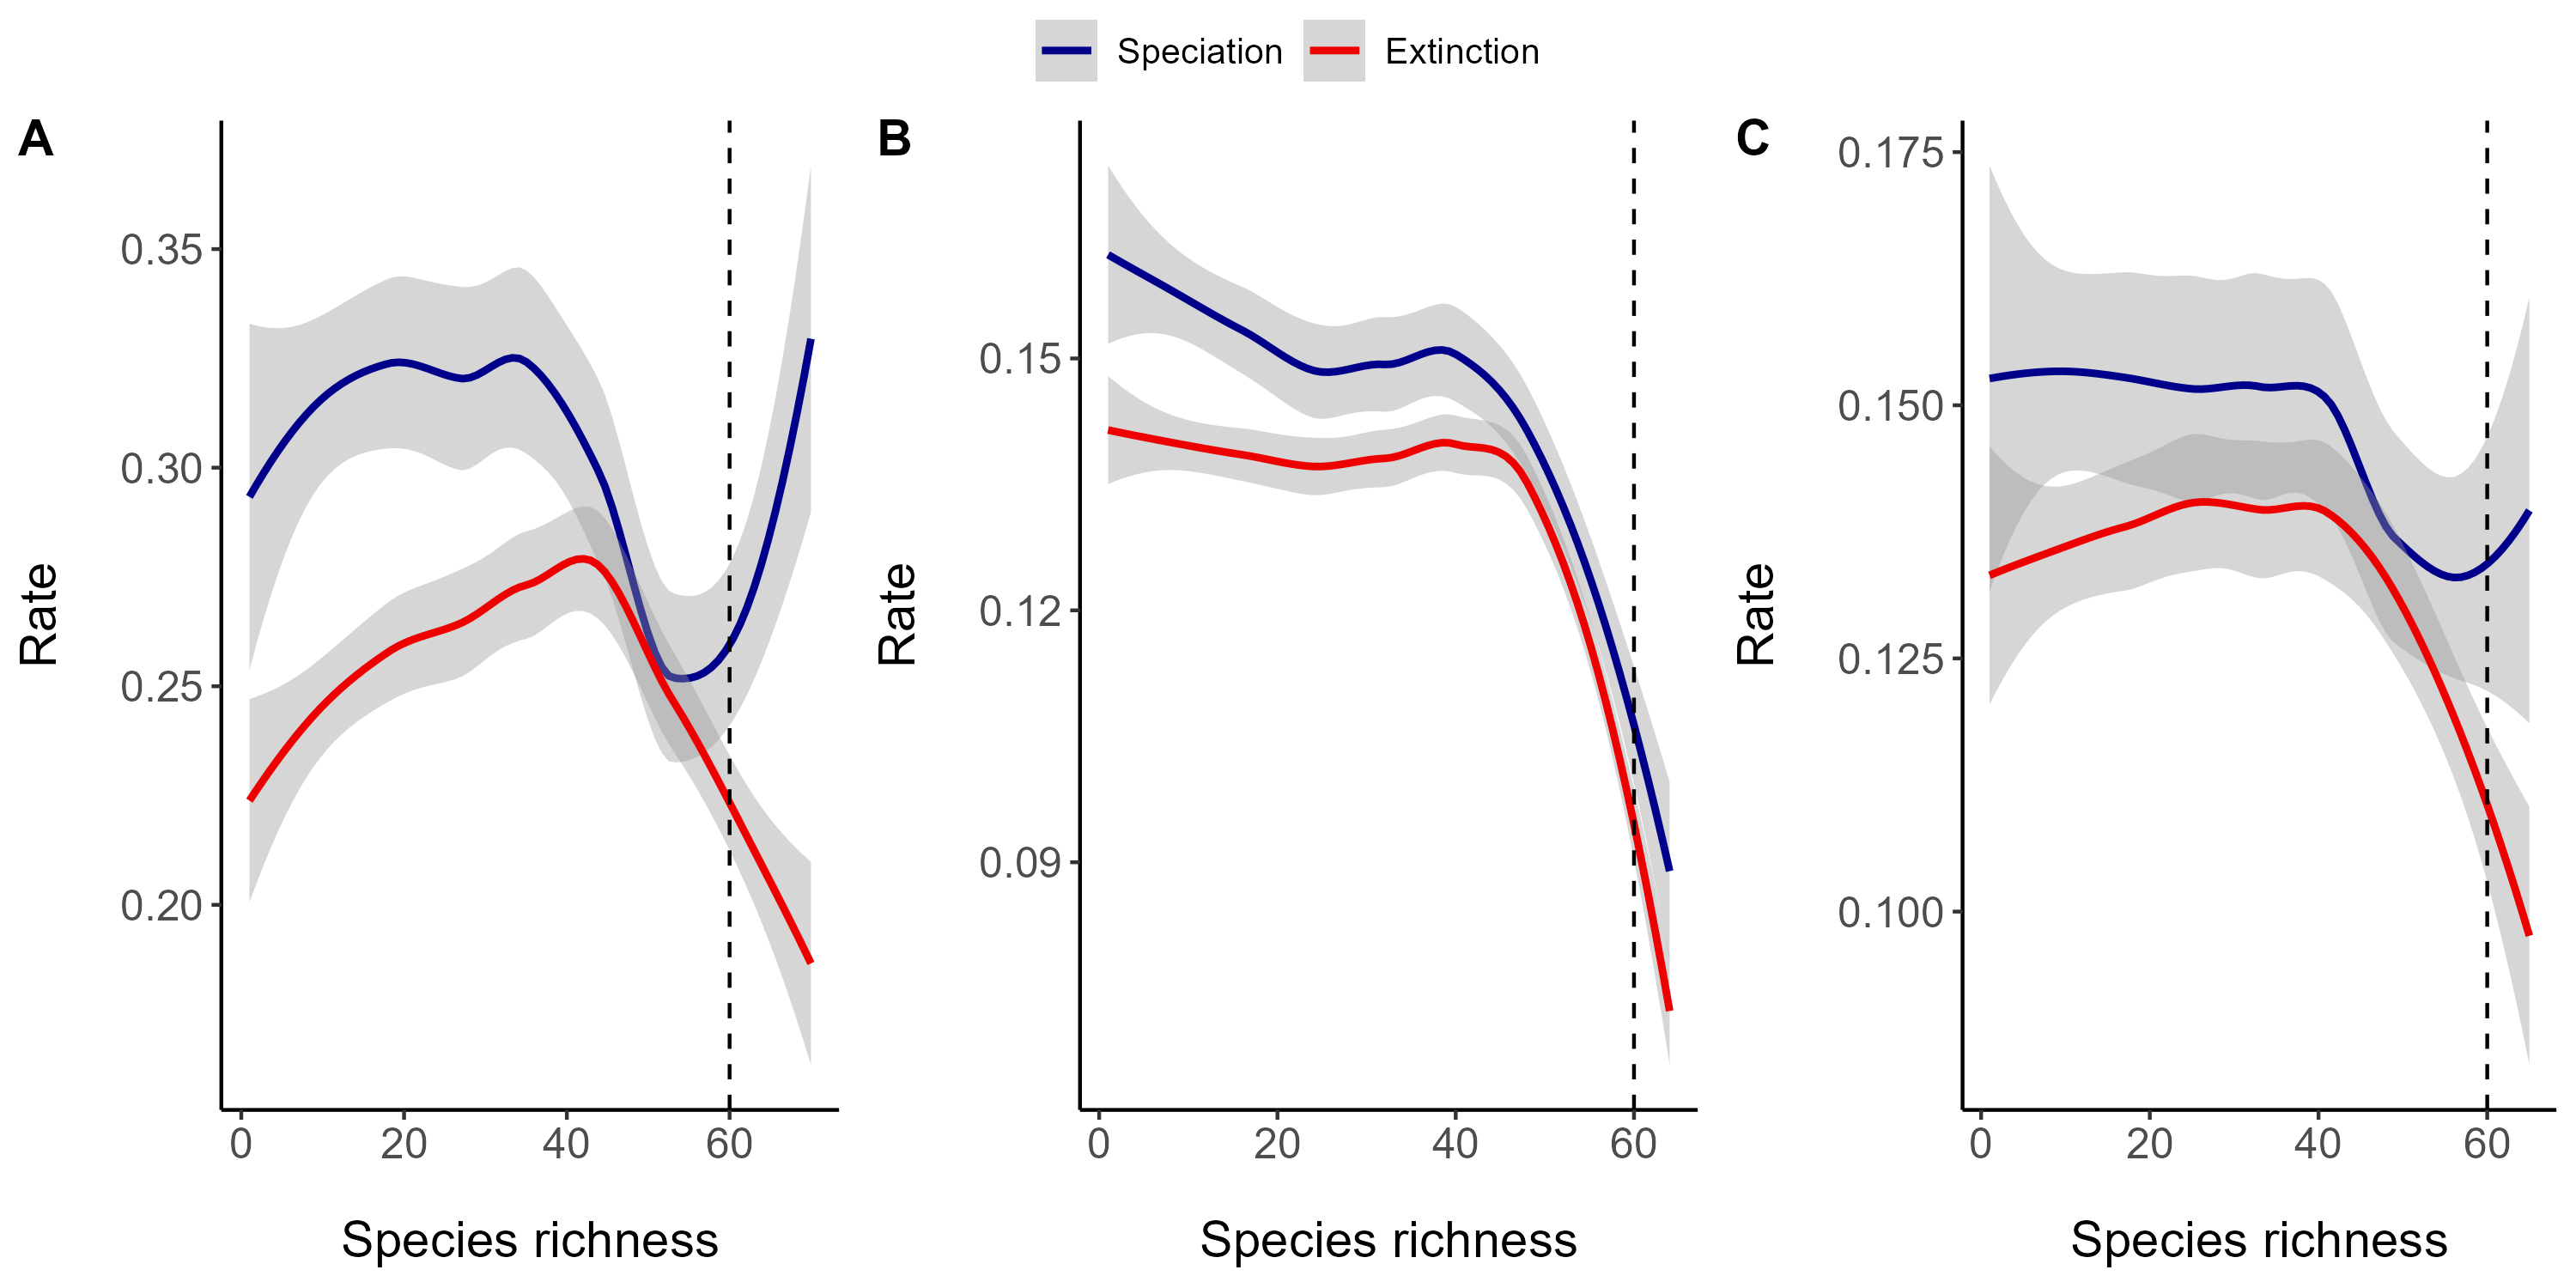 Speciation Extinction
A
Rate
0.35
0.30
0.25
0.20
0 20 40 60
Species richness
B
Rate
0.15
0.12
0.09
0 20 40 60
Species richness
C
Rate
0.175
0.150
0.125
0.100
0 20 40 60
Species richness